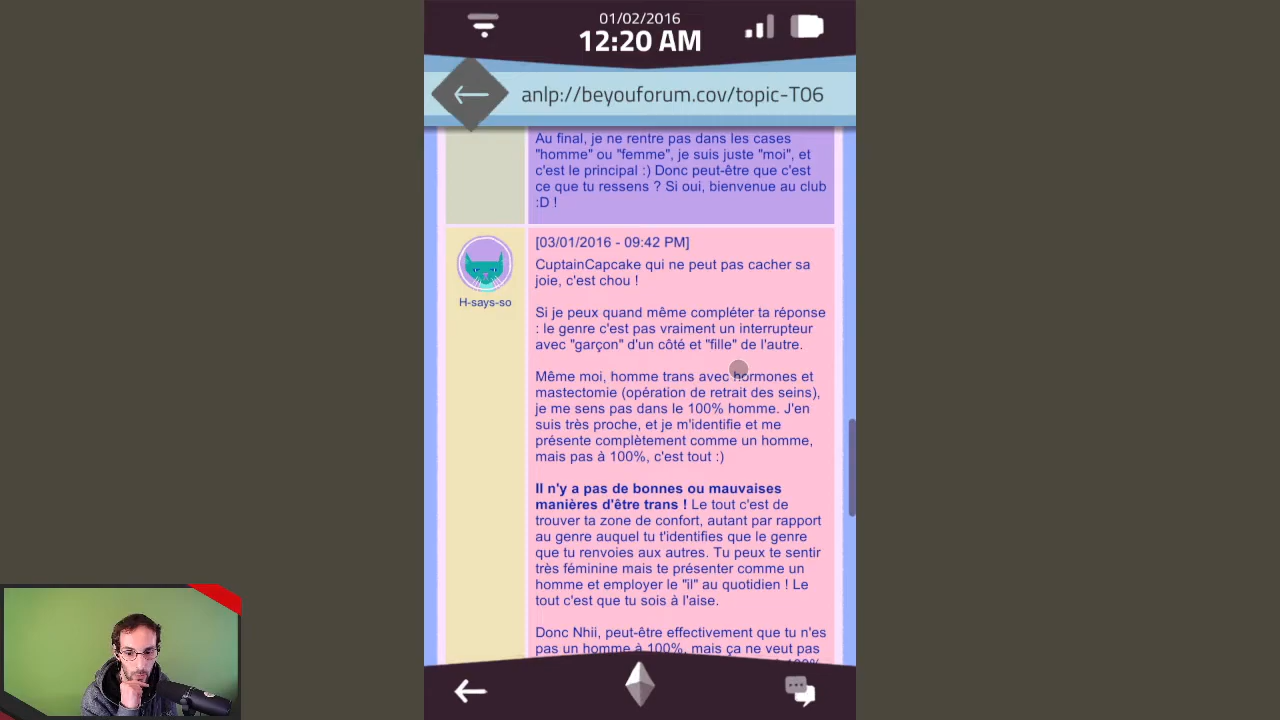 01/02/2016
12:20 AM
anlp://beyouforum.cov/topic-T06
Au final, je ne rentre pas dans les cases
"homme" ou "femme", je suis juste "moi", et
c'est le principal :) Donc peut-être que c'est
ce que tu ressens ? Si oui, bienvenue au club
:D !
H-says-so
[03/01/2016 - 09:42 PM]
CuptainCapcake qui ne peut pas cacher sa
joie, c'est chou !
Si je peux quand même compléter ta réponse
: le genre c'est pas vraiment un interrupteur
avec "garçon" d'un côté et "fille" de l'autre.
Même moi, homme trans avec hormones et
mastectomie (opération de retrait des seins),
je me sens pas dans le 100% homme. J'en
suis très proche, et je m'identifie et me
présente complètement comme un homme,
mais pas à 100%, c'est tout :)
Il n'y a pas de bonnes ou mauvaises
manières d'être trans ! Le tout c'est de
trouver ta zone de confort, autant par rapport
au genre auquel tu t'identifies que le genre
que tu renvoies aux autres. Tu peux te sentir
très féminine mais te présenter comme un
homme et employer le "il" au quotidien ! Le
tout c'est que tu sois à l'aise.
Donc Nhii, peut-être effectivement que tu n'es
pas un homme à 100%, mais ça ne veut pas